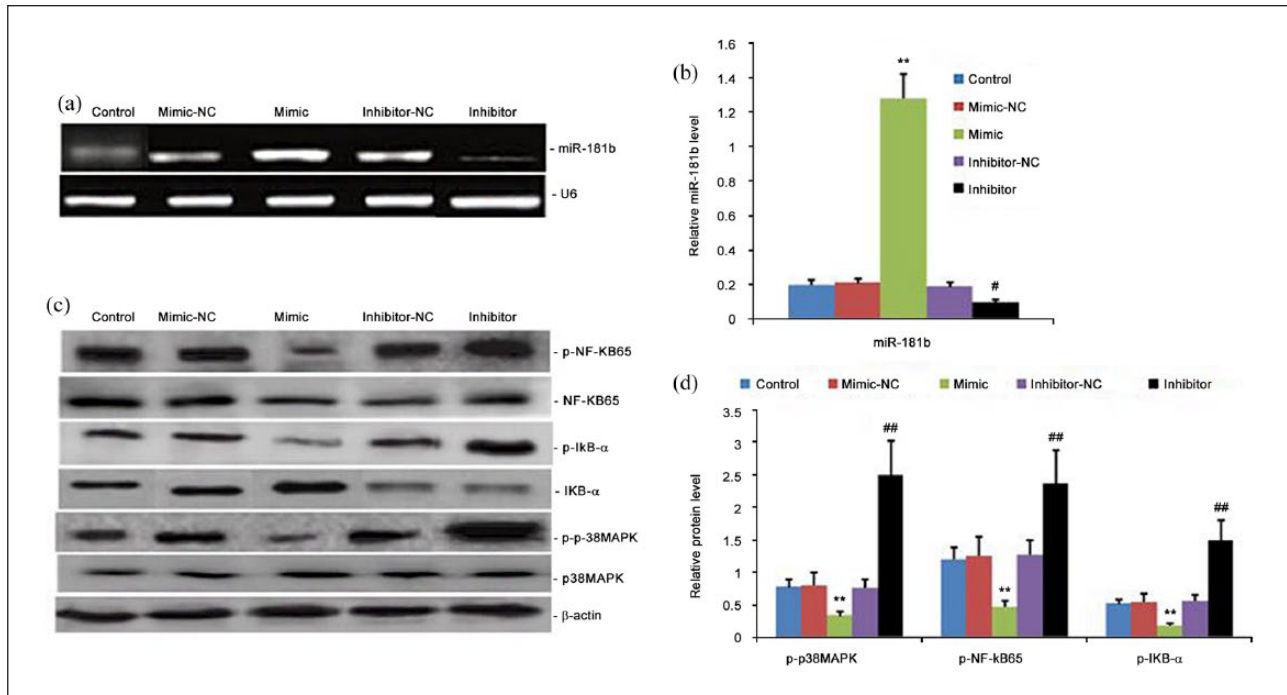 (a)
Control Mimic-NC Mimic Inhibitor-NC Inhibitor
- miR-181b
- U6
(b)
Relative miR-181b level
1.6
1.4
1.2
1
0.8
0.6
0.4
0.2
0
**
#
Control
Mimic-NC
Mimic
Inhibitor-NC
Inhibitor
miR-181b
(c)
Control Mimic-NC Mimic Inhibitor-NC Inhibitor
- p-NF-KB65
NF-KB65
- p-IkB-α
- IKB-α
- p-p-38MAPK
p38MAPK
- β-actin
(d)
Control Mimic-NC Mimic Inhibitor-NC Inhibitor
Relative protein level
3.5
3
2.5
2
1.5
1
0.5
0
** ## ** ## ** ##
p-p38MAPK p-NF-kB65 p-IKB-α